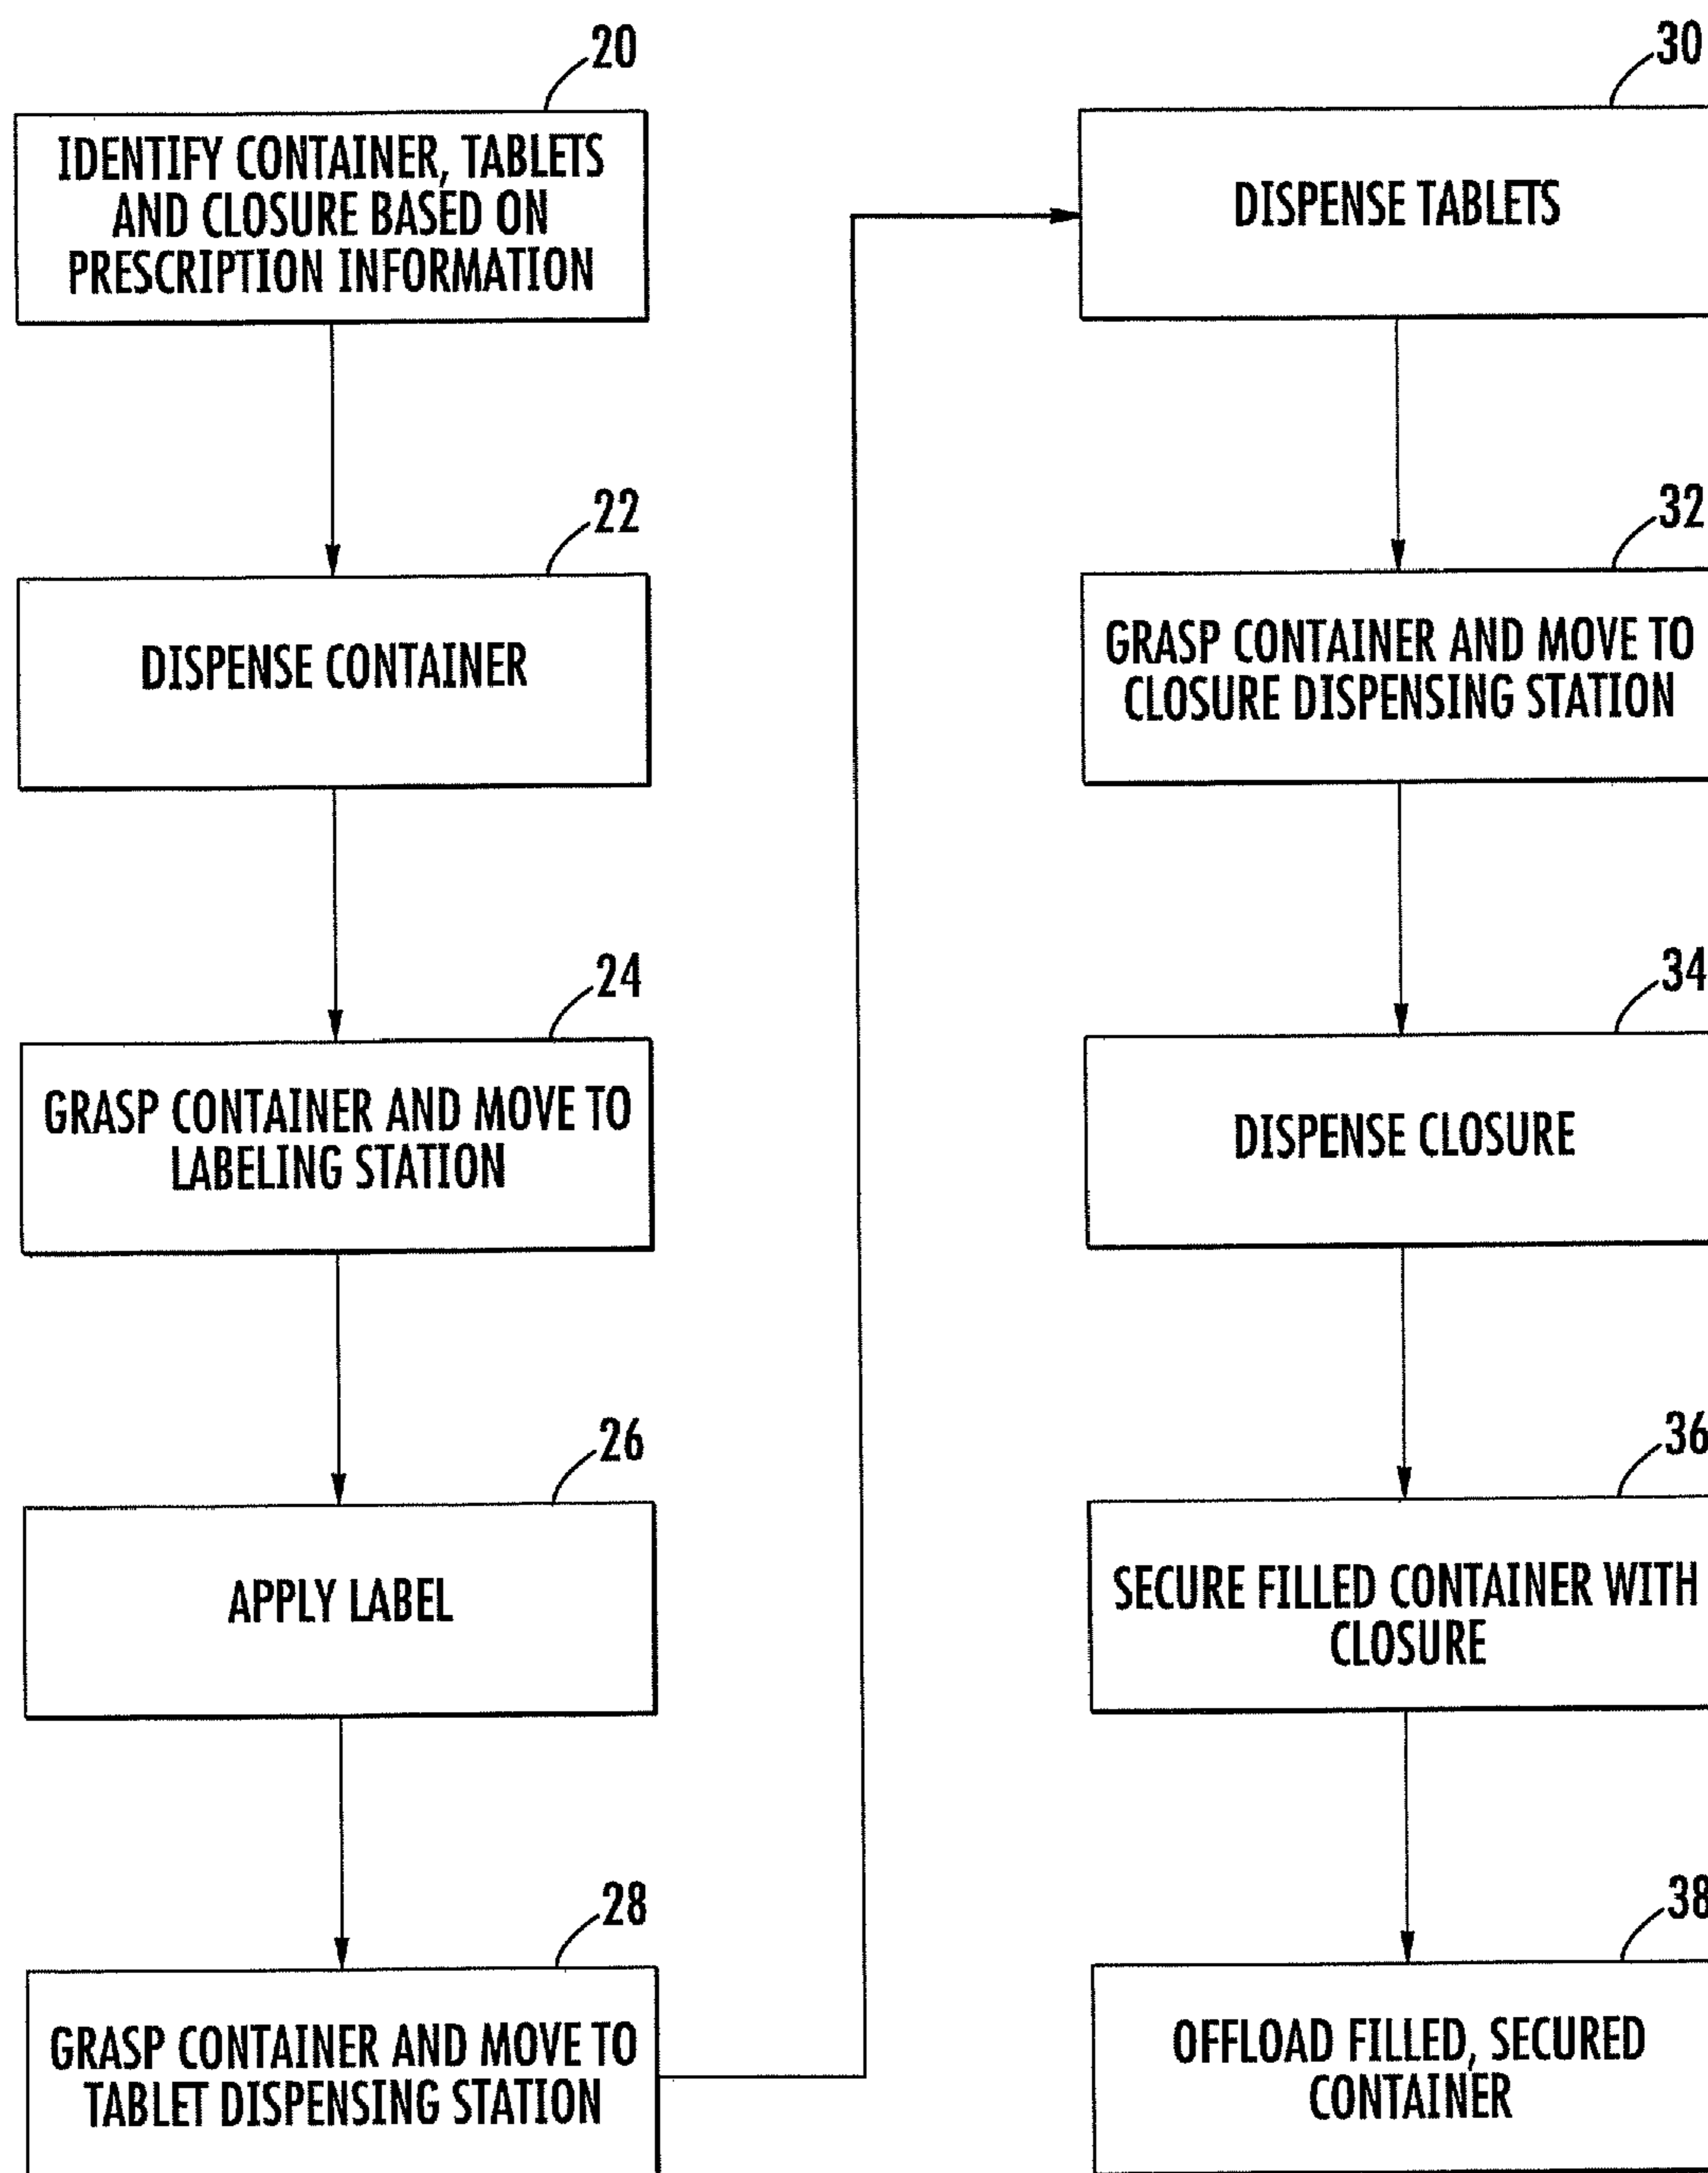 20
IDENTIFY CONTAINER, TABLETS
AND CLOSURE BASED ON
PRESCRIPTION INFORMATION
22
DISPENSE CONTAINER
24
GRASP CONTAINER AND MOVE TO
LABELING STATION
26
APPLY LABEL
28
GRASP CONTAINER AND MOVE TO
TABLET DISPENSING STATION
30
DISPENSE TABLETS
32
GRASP CONTAINER AND MOVE TO
CLOSURE DISPENSING STATION
34
DISPENSE CLOSURE
36
SECURE FILLED CONTAINER WITH
CLOSURE
38
OFFLOAD FILLED, SECURED
CONTAINER